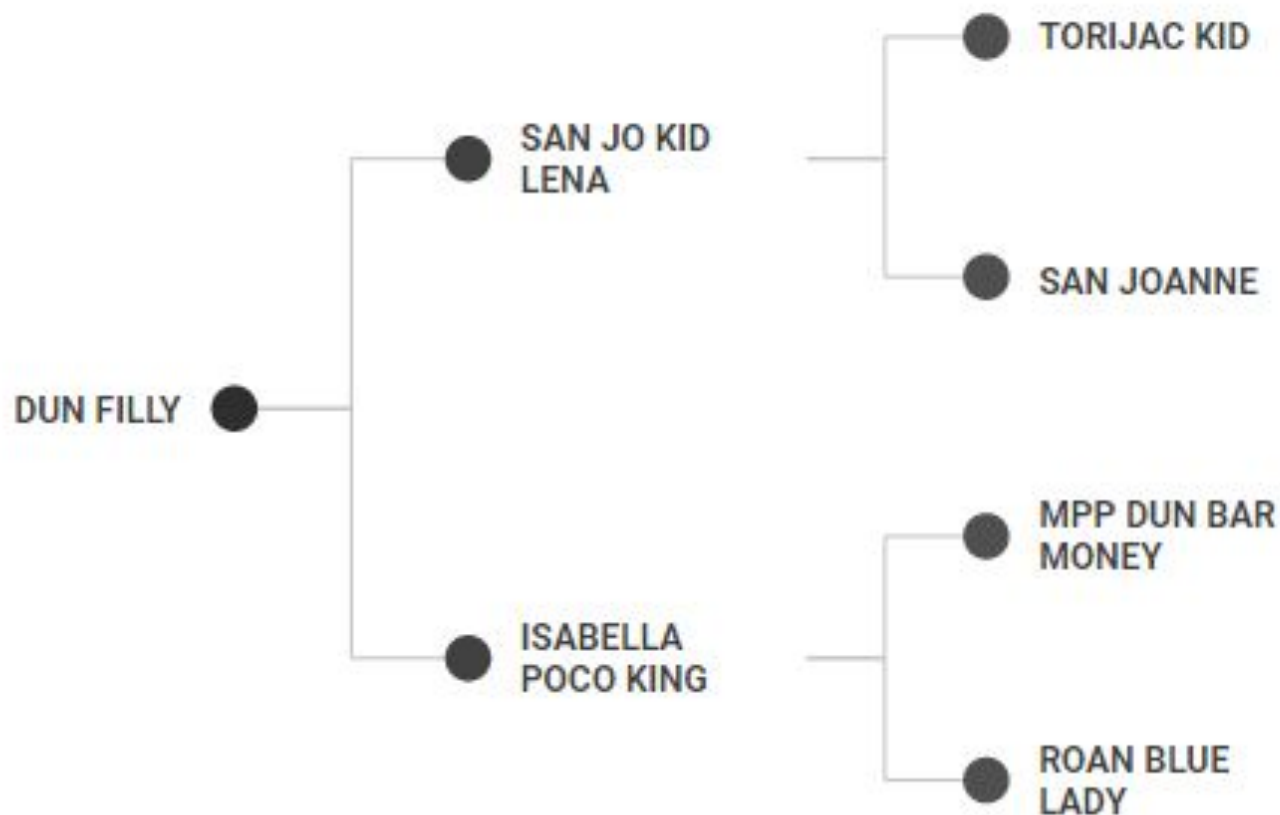 TORIJAC KID
SAN JO KID
LENA
SAN JOANNE
DUN FILLY
MPP DUN BAR
MONEY
ISABELLA
POCO KING
ROAN BLUE
LADY